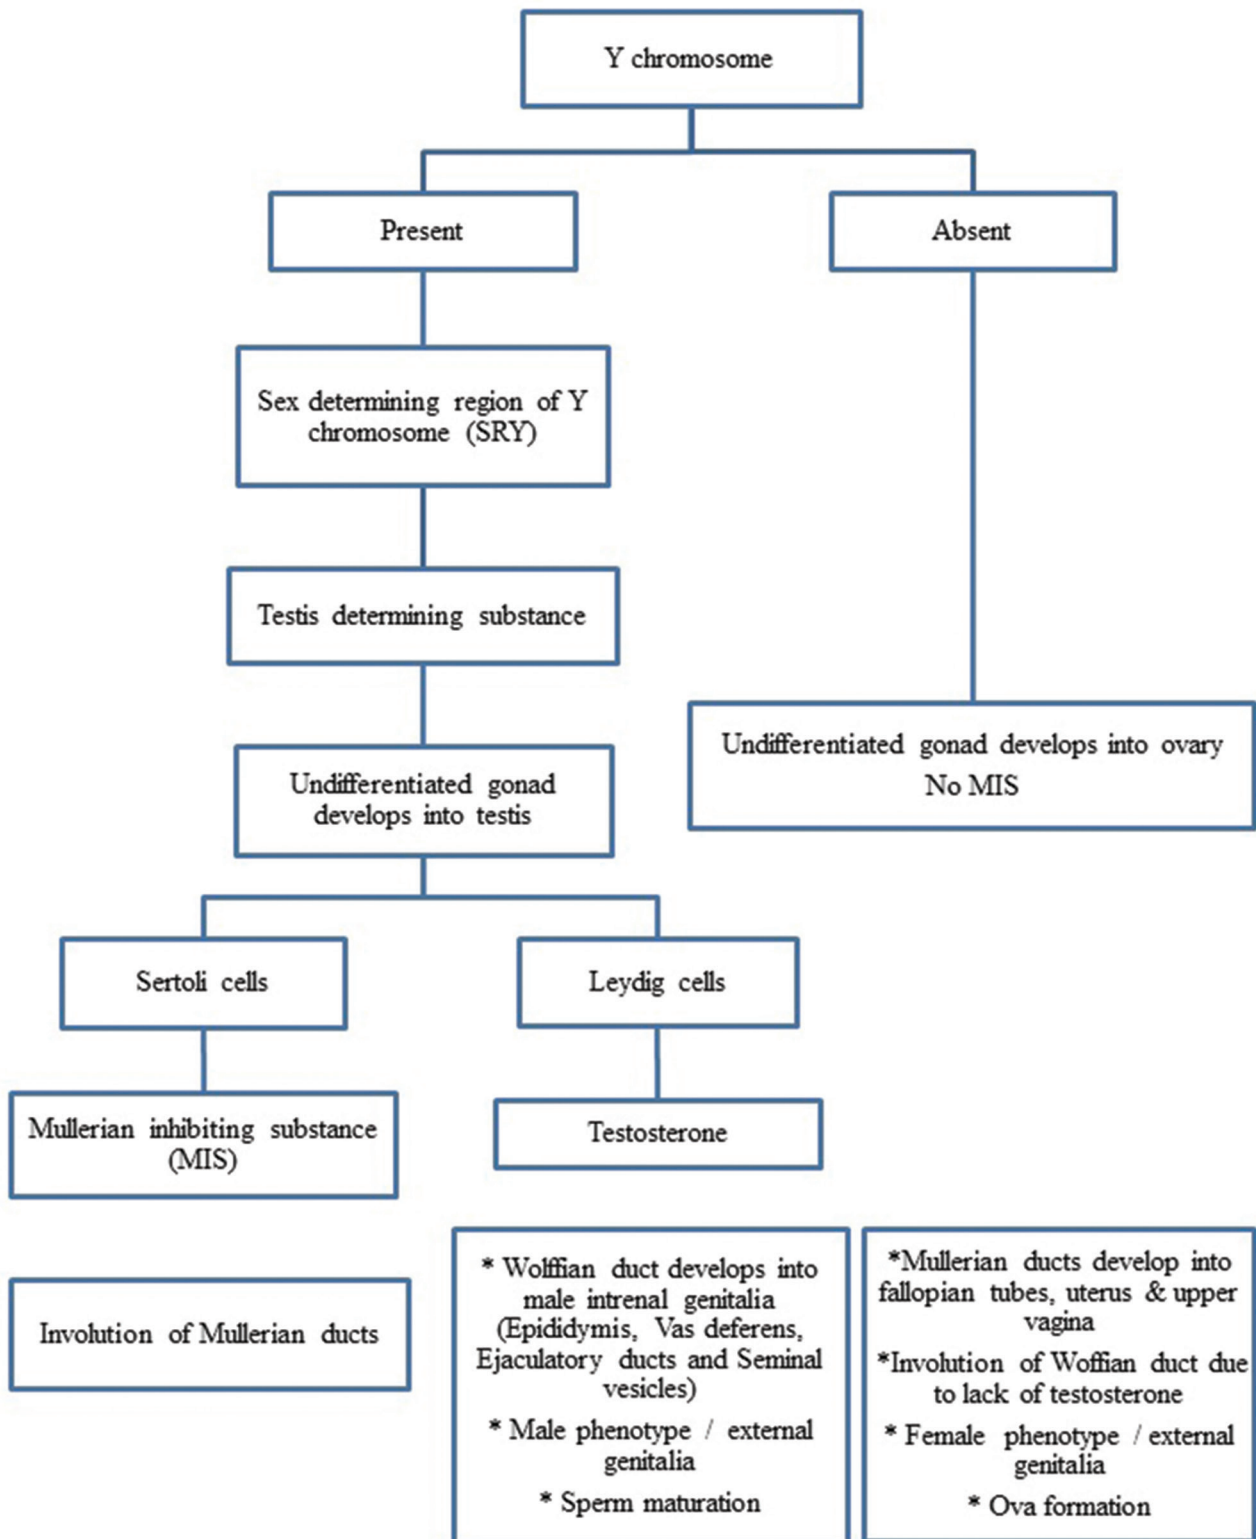 Y chromosome
Present
Absent
Sex determining region of Y
chromosome (SRY)
Testis determining substance
Undifferentiated gonad
develops into testis
Undifferentiated gonad develops into ovary
No MIS
Sertoli cells
Leydig cells
Mullerian inhibiting substance
(MIS)
Testosterone
Involution of Mullerian ducts
* Wolffian duct develops into
male intrenal genitalia
(Epididymis, Vas deferens,
Ejaculatory ducts and Seminal
vesicles)
* Male phenotype / external
genitalia
* Sperm maturation
*Mullerian ducts develop into
fallopian tubes, uterus & upper
vagina
*Involution of Woffian duct due
to lack of testosterone
* Female phenotype / external
genitalia
* Ova formation